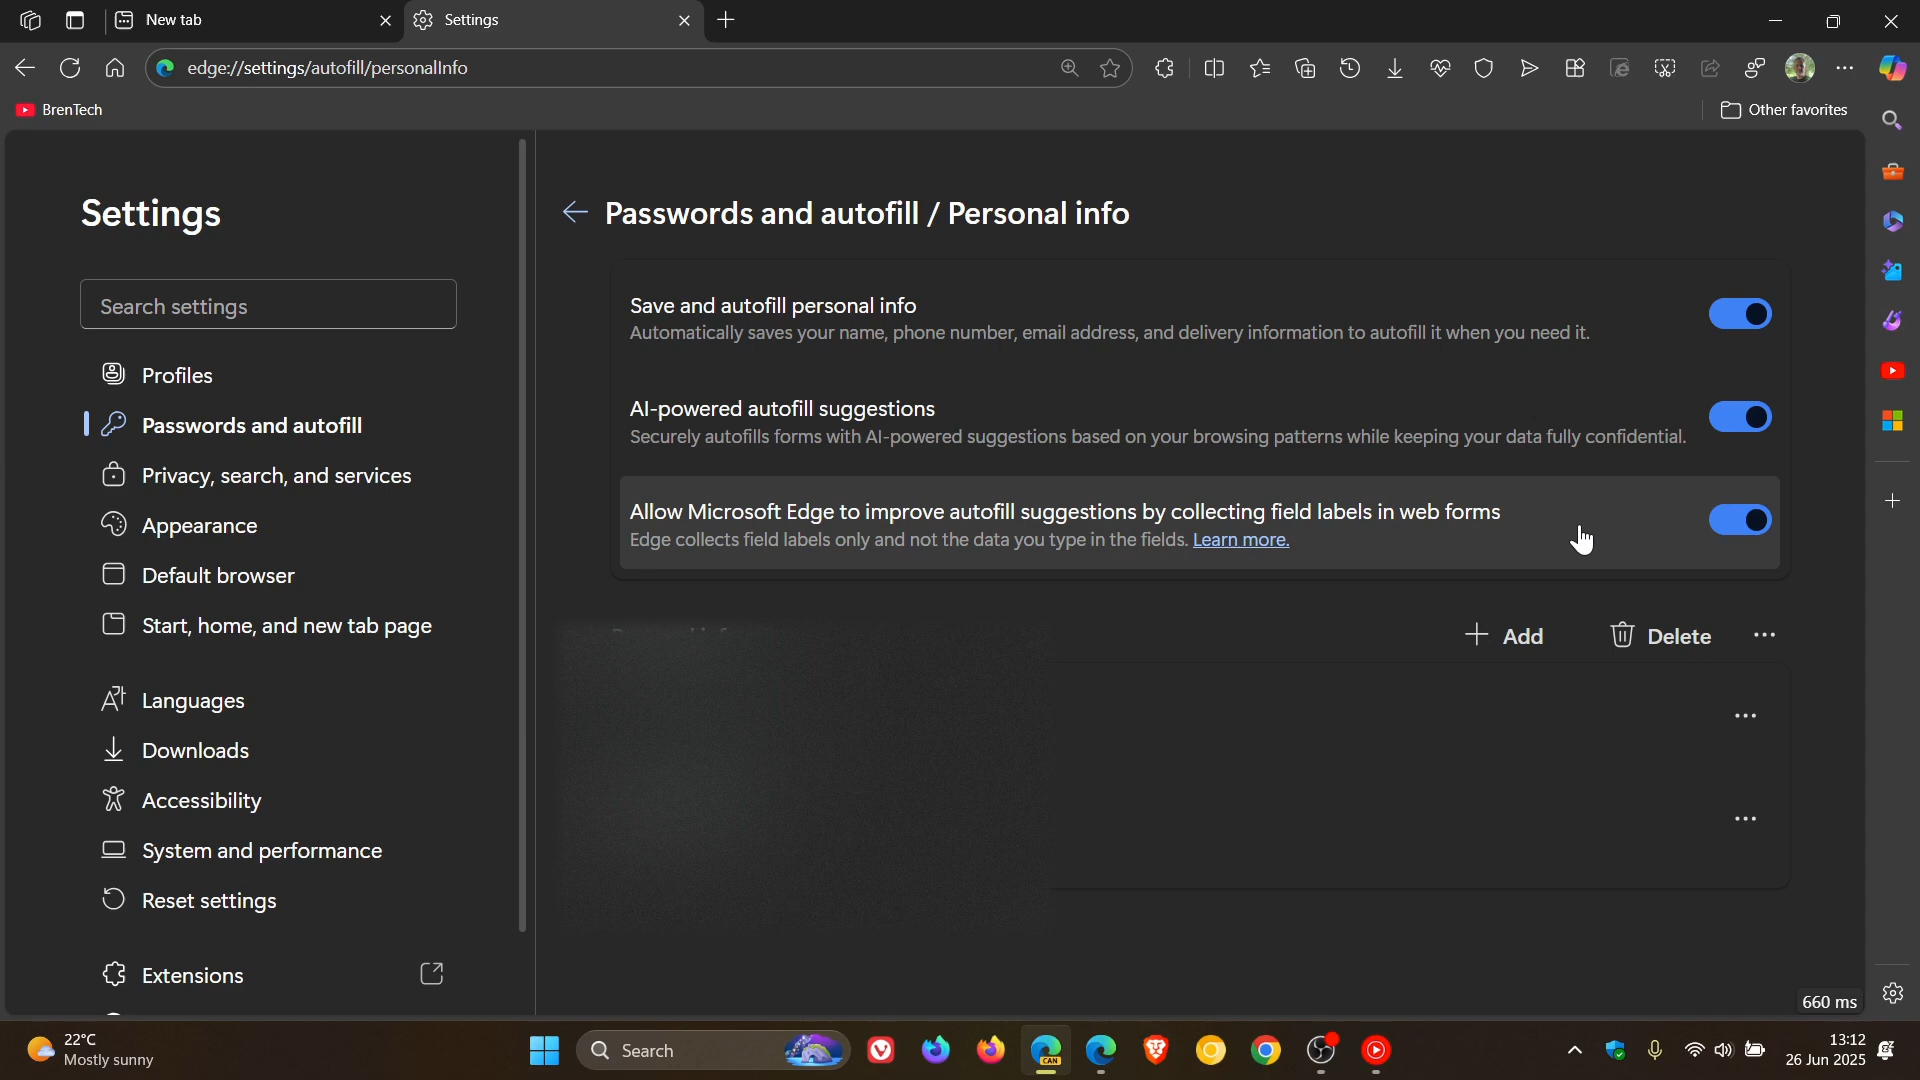 New tab
Settings
edge://settings/autofill/personalInfo
BrenTech
Other favorites
Settings
Search settings
Profiles
Passwords and autofill
Privacy, search, and services
Appearance
Default browser
Start, home, and new tab page
Languages
Downloads
Accessibility
System and performance
Reset settings
Extensions
Passwords and autofill / Personal info
Save and autofill personal info
Automatically saves your name, phone number, email address, and delivery information to autofill it when you need it.
AI-powered autofill suggestions
Securely autofills forms with AI-powered suggestions based on your browsing patterns while keeping your data fully confidential.
Allow Microsoft Edge to improve autofill suggestions by collecting field labels in web forms
Edge collects field labels only and not the data you type in the fields. Learn more.
Add
Delete
660 ms
22°C
Mostly sunny
Search
CAN
13:12
26 Jun 2025